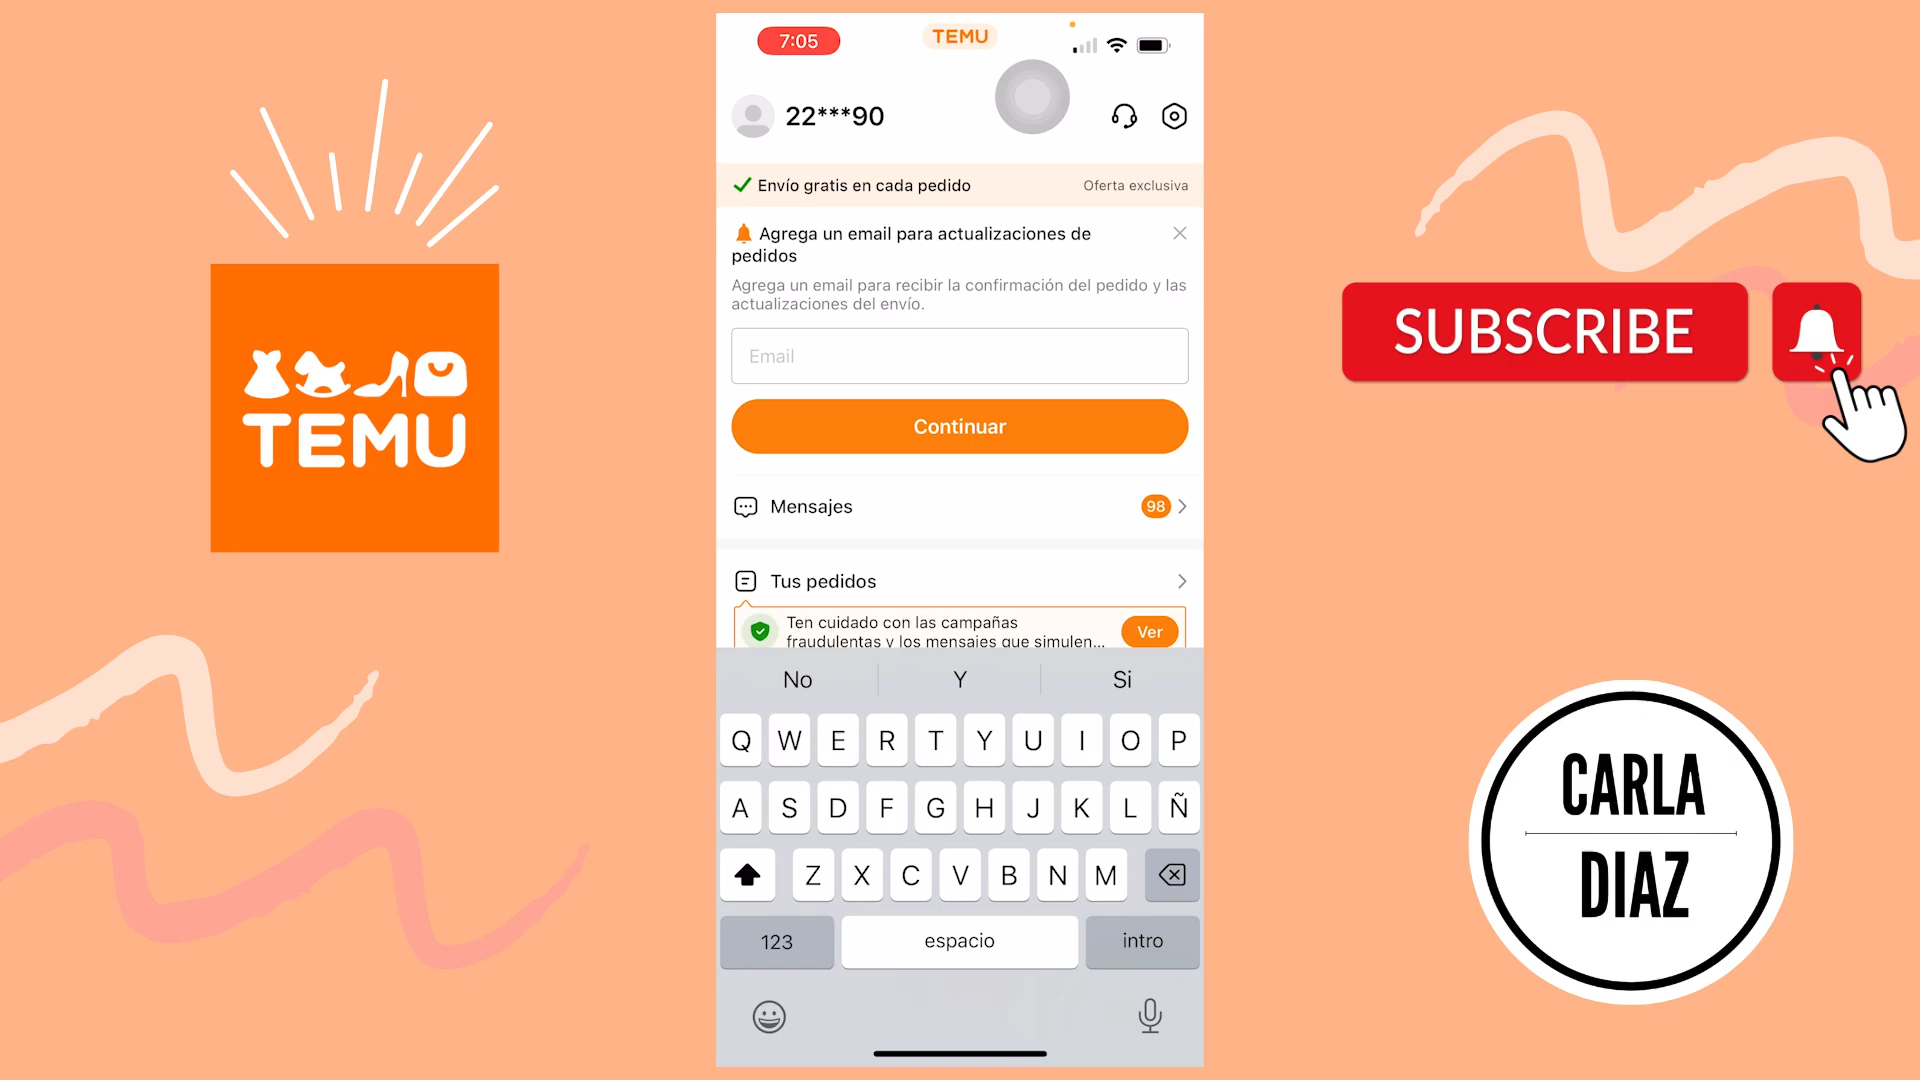 7:05
TEMU
22***90
Envío gratis en cada pedido
Oferta exclusiva
Agrega un email para actualizaciones de
pedidos
Agrega un email para recibir la confirmación del pedido y las
actualizaciones del envío.
Email
Continuar
Mensajes
98
Tus pedidos
Ten cuidado con las campañas
fraudulentas y los mensajes que simulen...
Ver
No Y Si
Q W E R T Y U I O P
A S D F G H J K L Ñ
Z X C V B N M
123 espacio intro
TEMU
SUBSCRIBE
CARLA
DIAZ